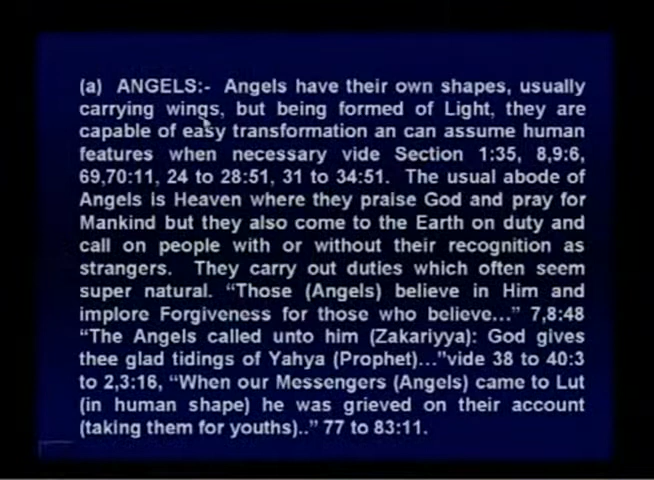 (a) ANGELS:- Angels have their own shapes, usually
carrying wings, but being formed of Light, they are
capable of easy transformation an can assume human
features when necessary vide Section 1:35, 8,9:6,
69,70:11, 24 to 28:51, 31 to 34:51. The usual abode of
Angels is Heaven where they praise God and pray for
Mankind but they also come to the Earth on duty and
call on people with or without their recognition as
strangers. They carry out duties which often seem
super natural. “Those (Angels) believe in Him and
implore Forgiveness for those who believe...” 7,8:48
“The Angels called unto him (Zakariyya): God gives
thee glad tidings of Yahya (Prophet)...”vide 38 to 40:3
to 2,3:16, “When our Messengers (Angels) came to Lut
(in human shape) he was grieved on their account
(taking them for youths)..” 77 to 83:11.